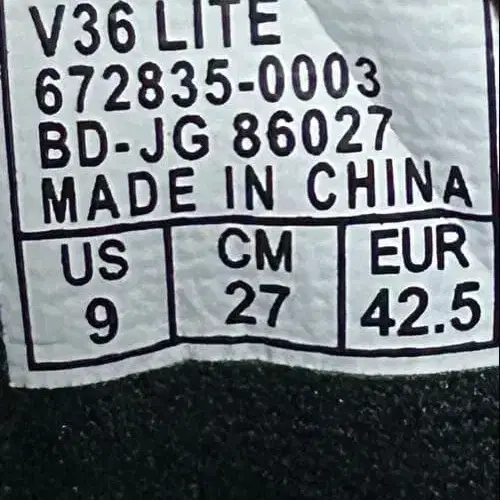 V36 LITE
672835-0003
BD-JG 86027
MADE IN CHINA
US CM EUR
9 27 42.5